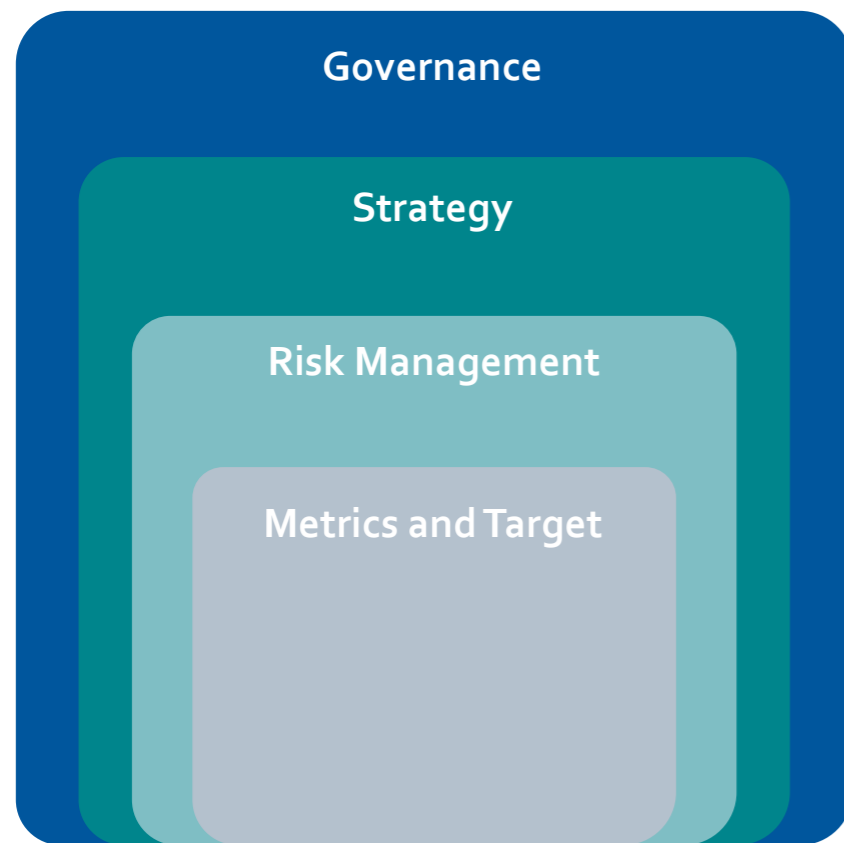 Governance
Strategy
Risk Management
Metrics and Target